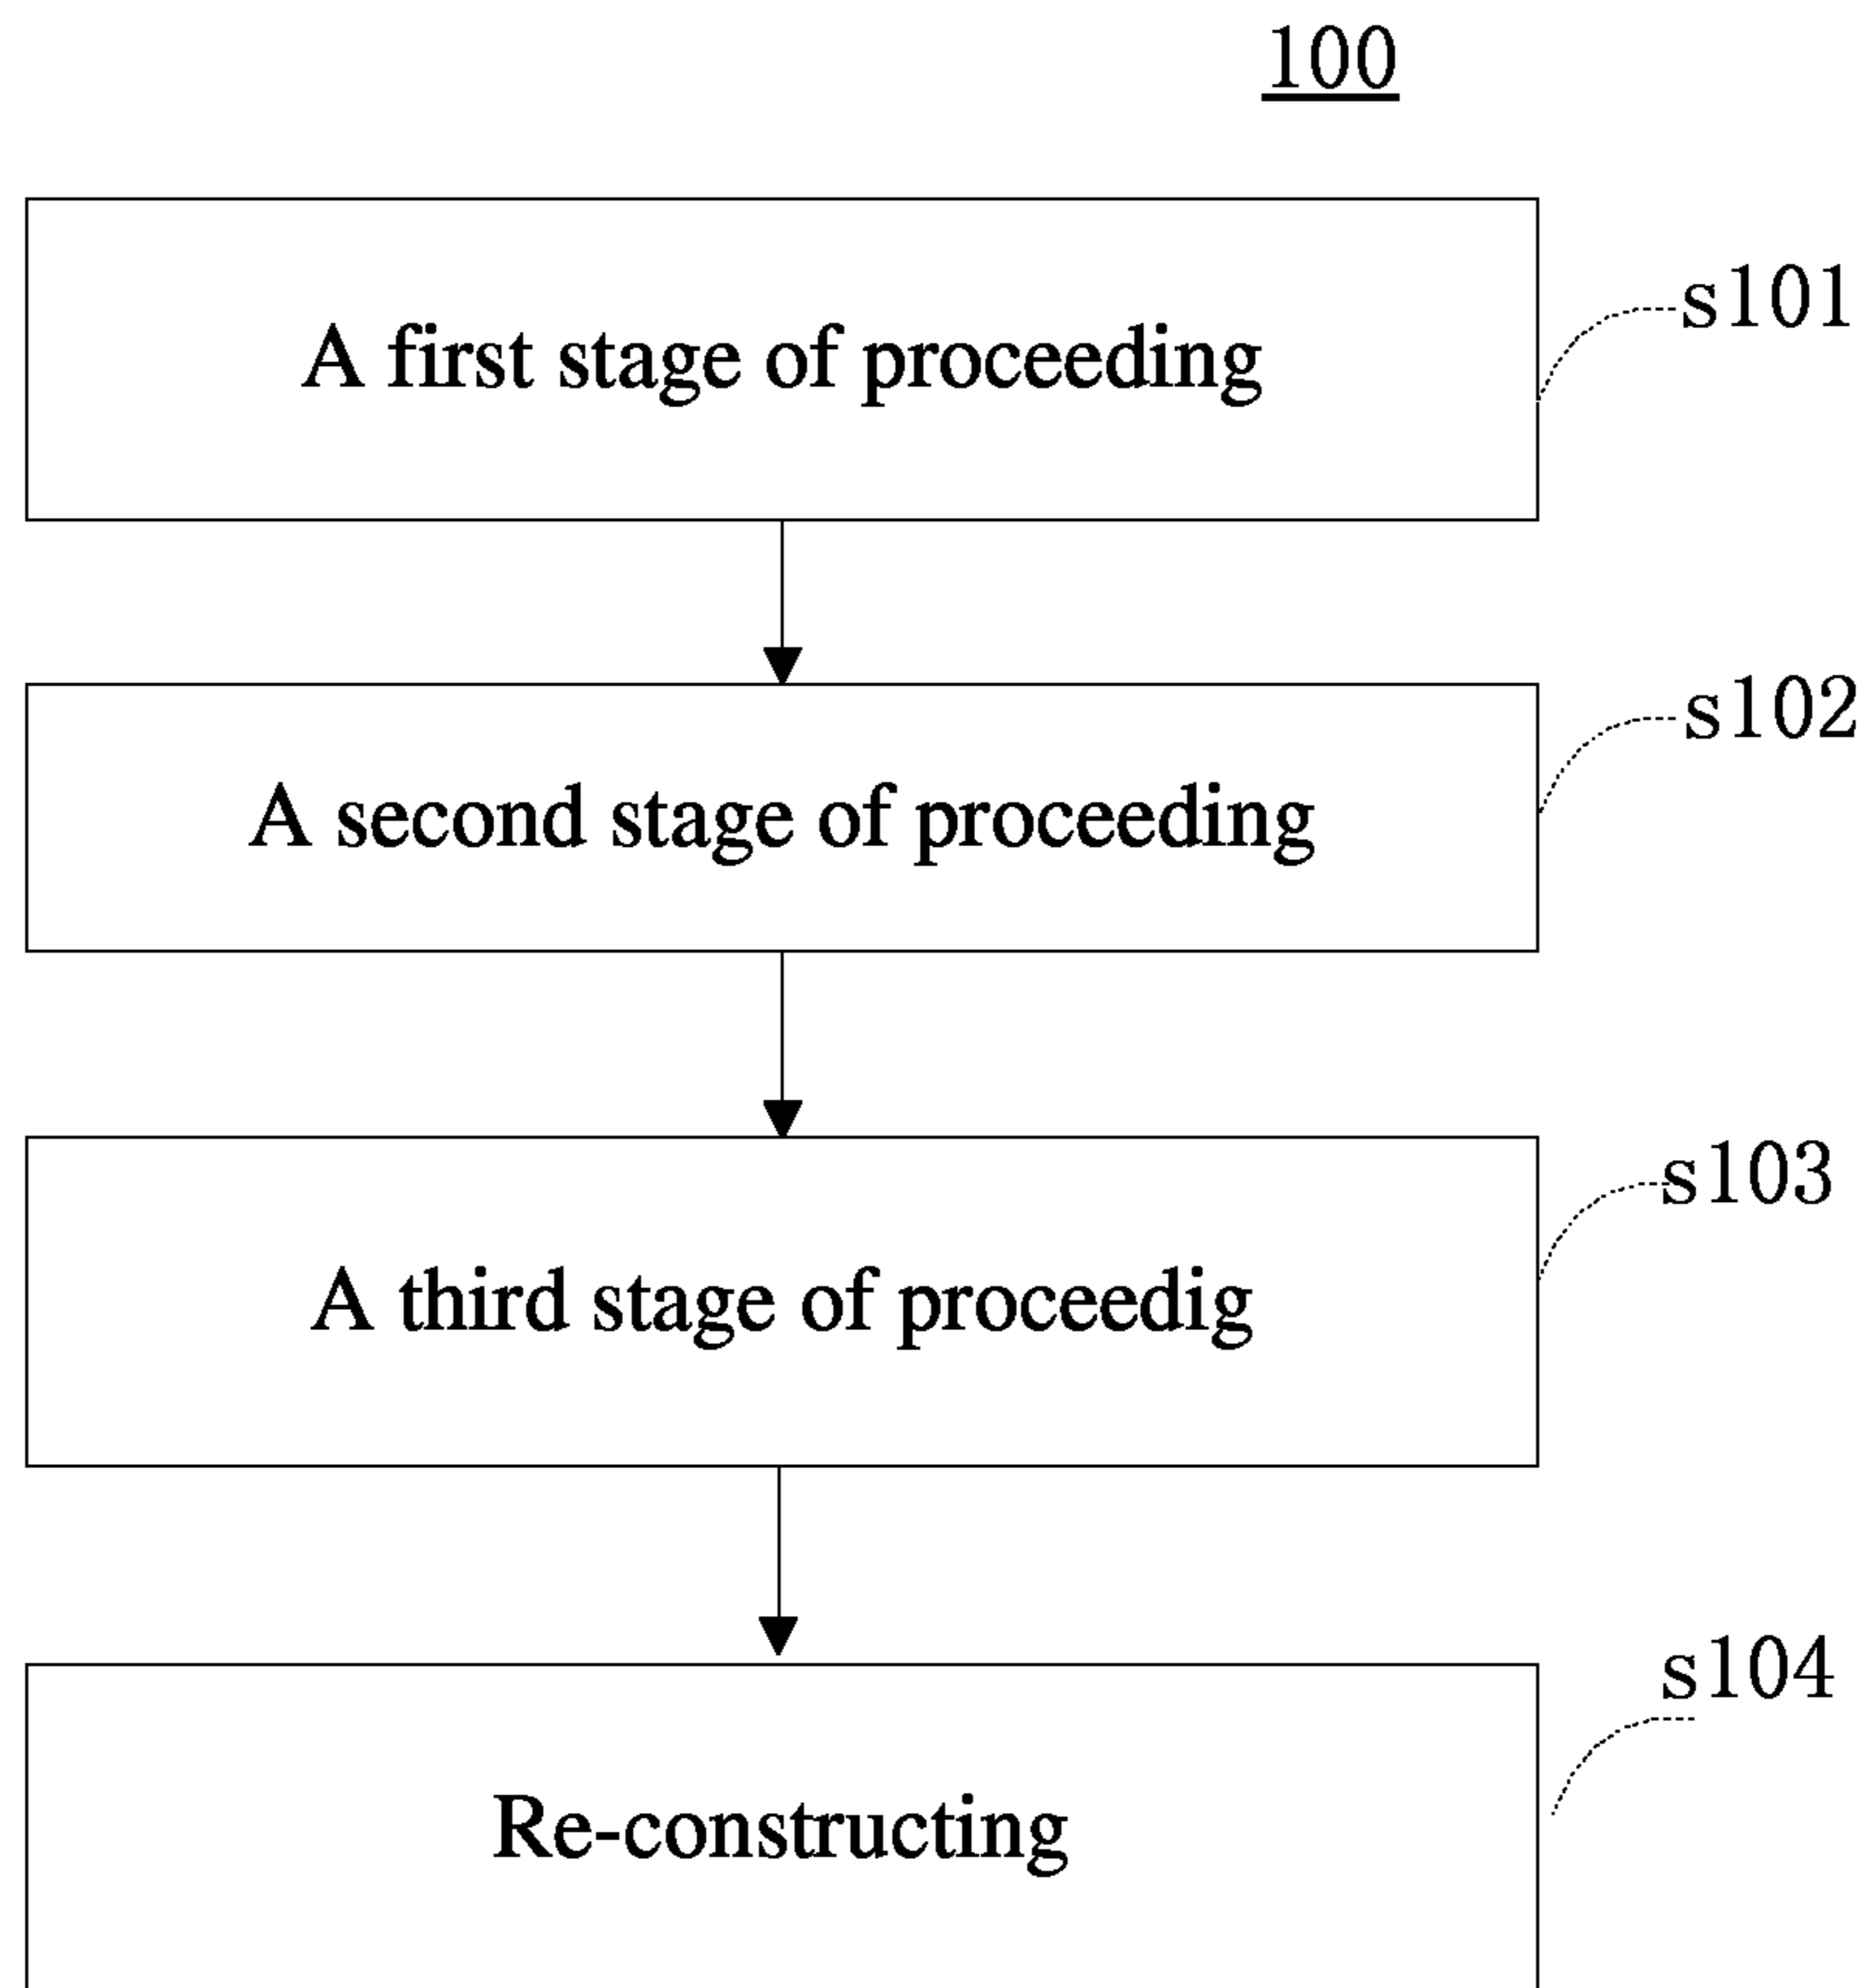 100
A first stage of proceeding
s101
A second stage of proceeding
s102
A third stage of proceedig
s103
Re-constructing
s104